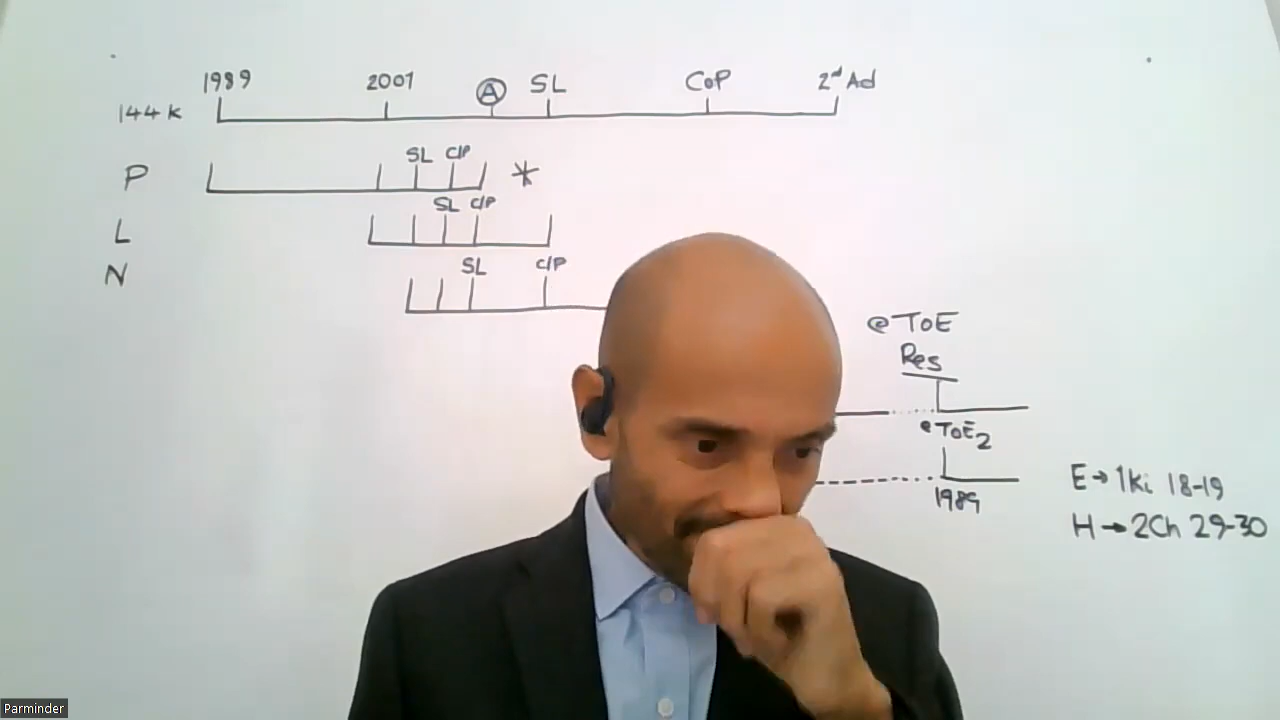 1989 2001 A SL CoP 2nd Ad
144 K
SL C/P
P *
SL C/P
L
SL C/P
N
@ ToE
Res
@ ToE2
1989
E → 1Ki 18-19
H → 2Ch 29-30
Parminder